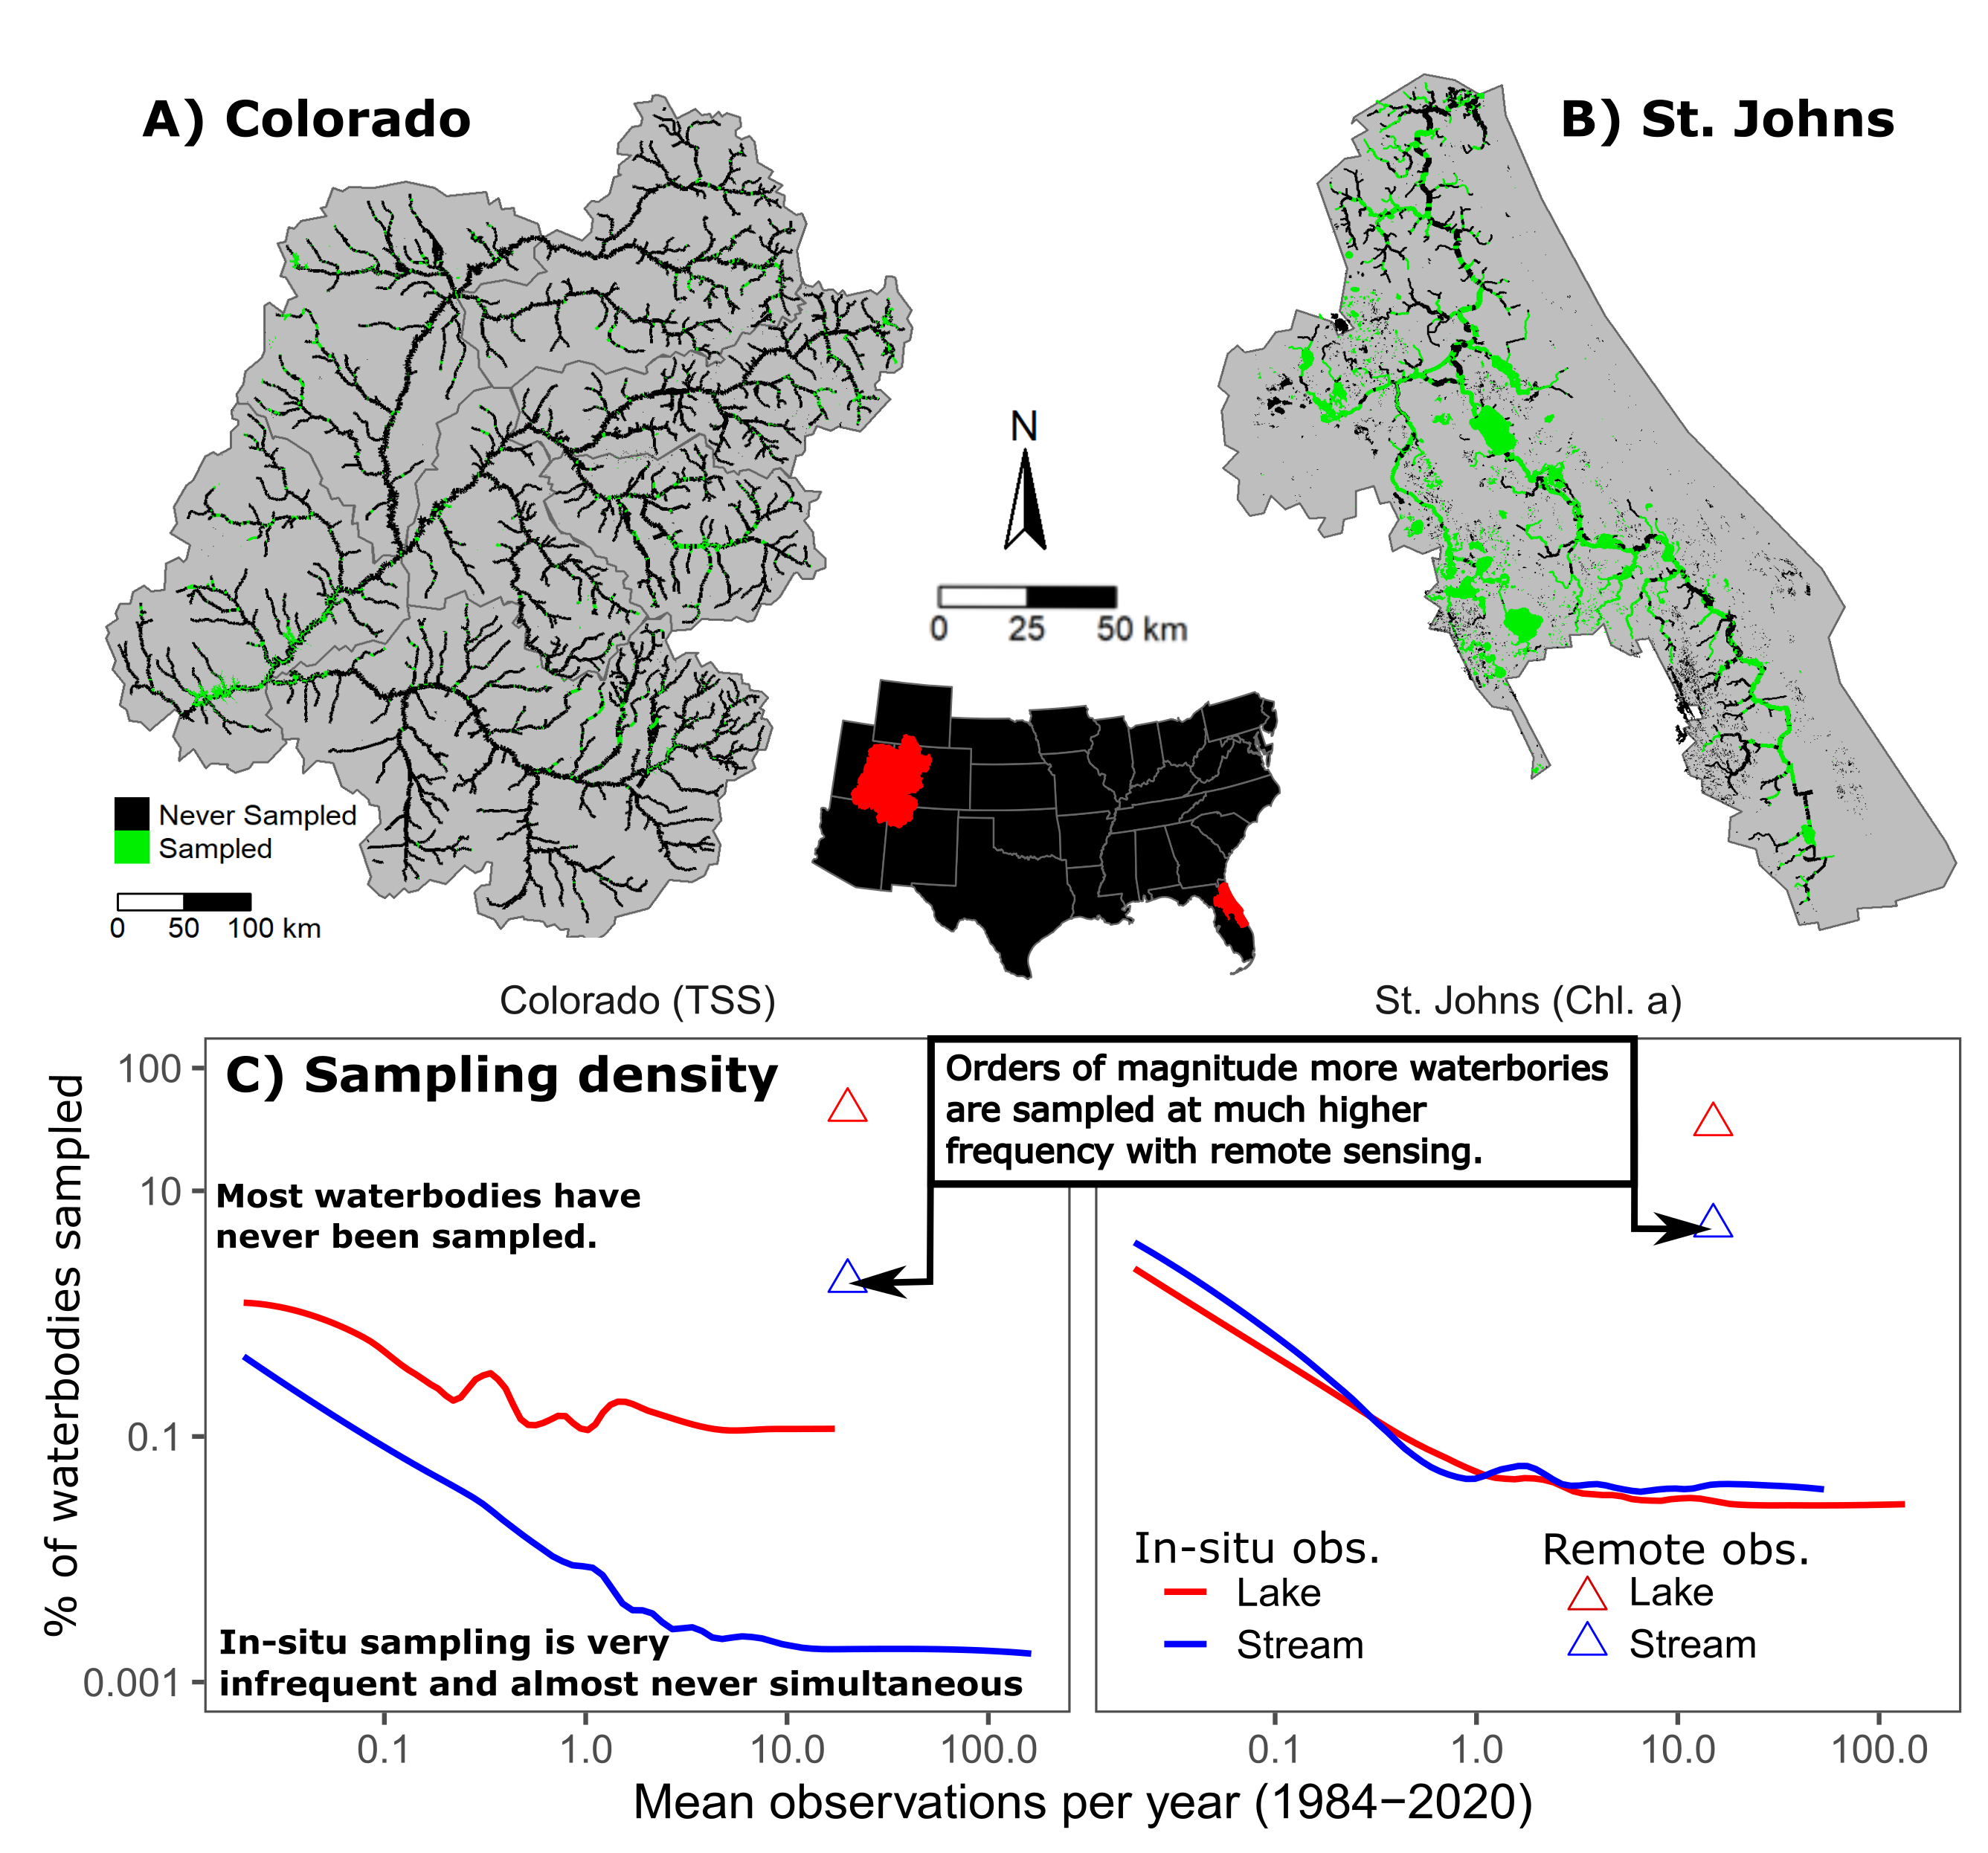 A) Colorado
B) St. Johns
N
0 25 50 km
Never Sampled
Sampled
0 50 100 km
Colorado (TSS)
St. Johns (Chl. a)
C) Sampling density
Orders of magnitude more waterbories
are sampled at much higher
frequency with remote sensing.
Most waterbodies have
never been sampled.
In-situ sampling is very
infrequent and almost never simultaneous
% of waterbodies sampled
100
10
0.1
0.001
In-situ obs.
Lake
Stream
Remote obs.
Lake
Stream
0.1 1.0 10.0 100.0
0.1 1.0 10.0 100.0
Mean observations per year (1984−2020)